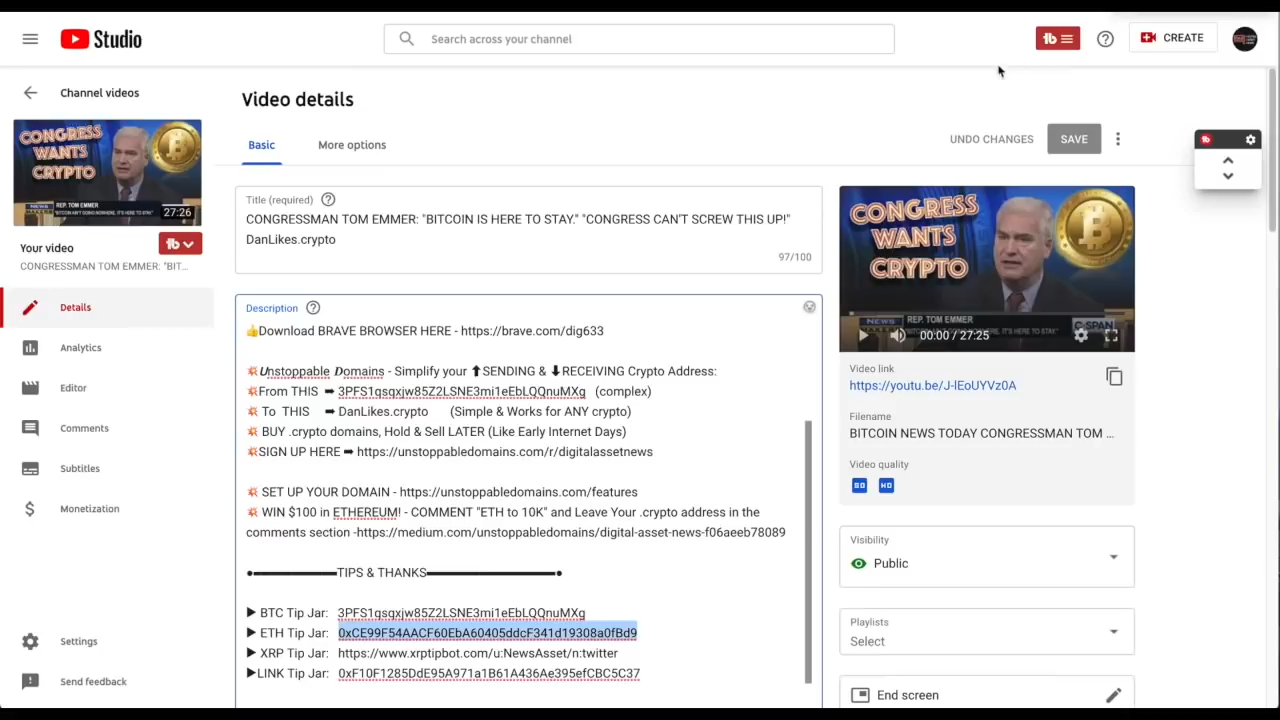 Studio
Search across your channel
CREATE
Channel videos
CONGRESS
WANTS
CRYPTO
REP. TOM EMMER
27:26
Your video
CONGRESSMAN TOM EMMER: "BIT...
Details
Analytics
Editor
Comments
Subtitles
Monetization
Settings
Send feedback
Video details
Basic
More options
UNDO CHANGES
SAVE
Title (required)
CONGRESSMAN TOM EMMER: "BITCOIN IS HERE TO STAY." "CONGRESS CAN'T SCREW THIS UP!"
DanLikes.crypto
97/100
Description
👍Download BRAVE BROWSER HERE - https://brave.com/dig633
💥𝑼nstoppable 𝑫omains - Simplify your ⬆SENDING & ⬇RECEIVING Crypto Address:
💥From THIS ➡ 3PFS1qsqxjw85Z2LSNE3mi1eEbLQQnuMXg (complex)
💥 To THIS ➡ DanLikes.crypto (Simple & Works for ANY crypto)
💥 BUY .crypto domains, Hold & Sell LATER (Like Early Internet Days)
💥SIGN UP HERE ➡ https://unstoppabledomains.com/r/digitalassetnews
💥 SET UP YOUR DOMAIN - https://unstoppabledomains.com/features
💥 WIN $100 in ETHEREUM! - COMMENT "ETH to 10K" and Leave Your .crypto address in the
comments section -https://medium.com/unstoppabledomains/digital-asset-news-f06aeeb78089
●▬▬▬▬▬▬▬TIPS & THANKS▬▬▬▬▬▬▬▬▬▬●
▶ BTC Tip Jar: 3PFS1qsqxjw85Z2LSNE3mi1eEbLQQnuMXg
▶ ETH Tip Jar: 0xCE99F54AACF60EbA60405ddcF341d19308a0fBd9
▶ XRP Tip Jar: https://www.xrptipbot.com/u:NewsAsset/n:twitter
▶LINK Tip Jar: 0xF10F1285DdE95A971a1B61A436Ae395efCBC5C37
CONGRESS
WANTS
CRYPTO
NEWS
REP. TOM EMMER
C-SPAN
00:00 / 27:25
Video link
https://youtu.be/J-lEoUYVz0A
Filename
BITCOIN NEWS TODAY CONGRESSMAN TOM ...
Video quality
SD HD
Visibility
Public
Playlists
Select
End screen